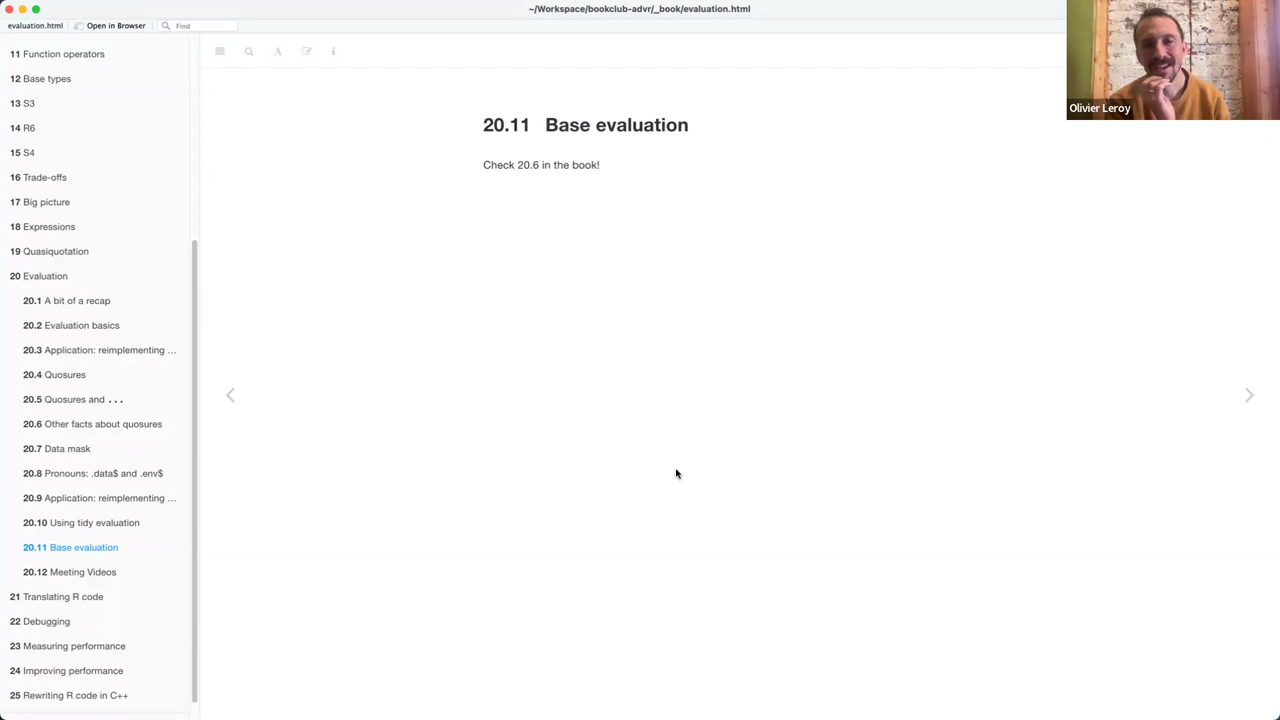 ~/Workspace/bookclub-advr/_book/evaluation.html
evaluation.html
Open in Browser
Find
11 Function operators
12 Base types
13 S3
14 R6
15 S4
16 Trade-offs
17 Big picture
18 Expressions
19 Quasiquotation
20 Evaluation
20.1 A bit of a recap
20.2 Evaluation basics
20.3 Application: reimplementing …
20.4 Quosures
20.5 Quosures and ...
20.6 Other facts about quosures
20.7 Data mask
20.8 Pronouns: .data$ and .env$
20.9 Application: reimplementing …
20.10 Using tidy evaluation
20.11 Base evaluation
20.12 Meeting Videos
21 Translating R code
22 Debugging
23 Measuring performance
24 Improving performance
25 Rewriting R code in C++
20.11 Base evaluation
Check 20.6 in the book!
Olivier Leroy